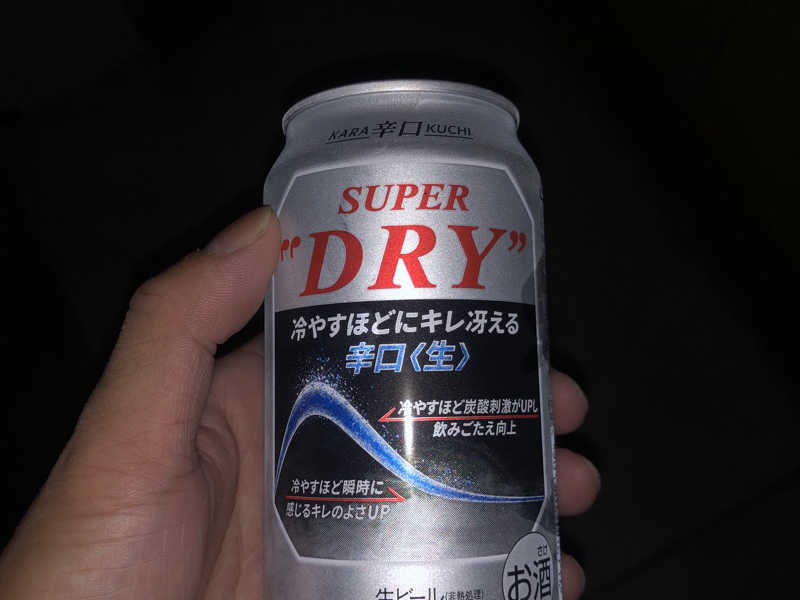 KARA 辛口 KUCHI
SUPER
"DRY"
冷やすほどにキレ冴える
辛口〈生〉
冷やすほど炭酸刺激がUPし
飲みごたえ向上
冷やすほど瞬時に
感じるキレのよさUP
さけ
お酒
生ビール(非熱処理)